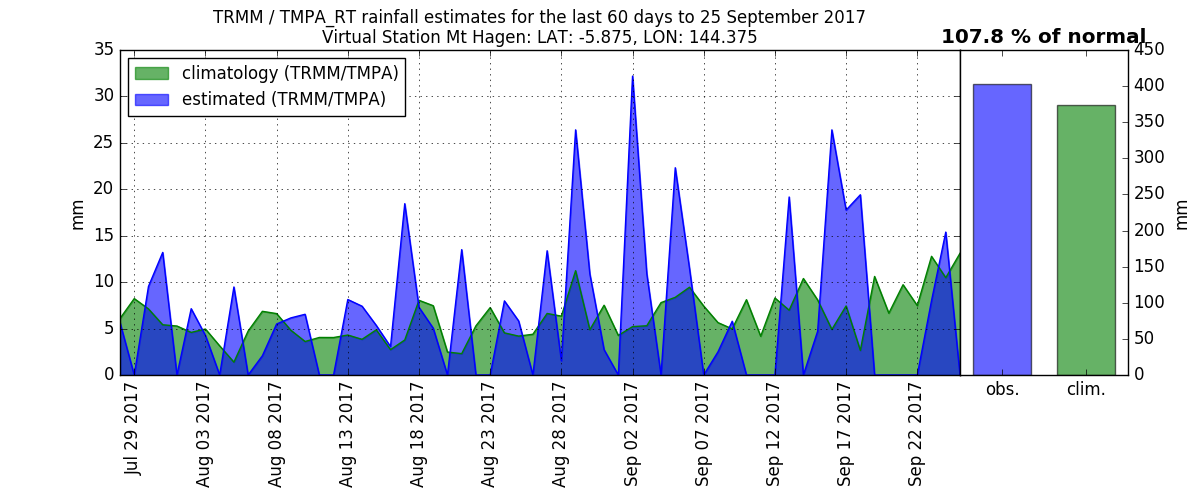 TRMM / TMPA_RT rainfall estimates for the last 60 days to 25 September 2017
Virtual Station Mt Hagen: LAT: -5.875, LON: 144.375
107.8 % of normal
climatology (TRMM/TMPA)
estimated (TRMM/TMPA)
mm
35
30
25
20
15
10
5
0
Jul 29 2017
Aug 03 2017
Aug 08 2017
Aug 13 2017
Aug 18 2017
Aug 23 2017
Aug 28 2017
Sep 02 2017
Sep 07 2017
Sep 12 2017
Sep 17 2017
Sep 22 2017
obs.
clim.
450
400
350
300
250
200
150
100
50
0
mm